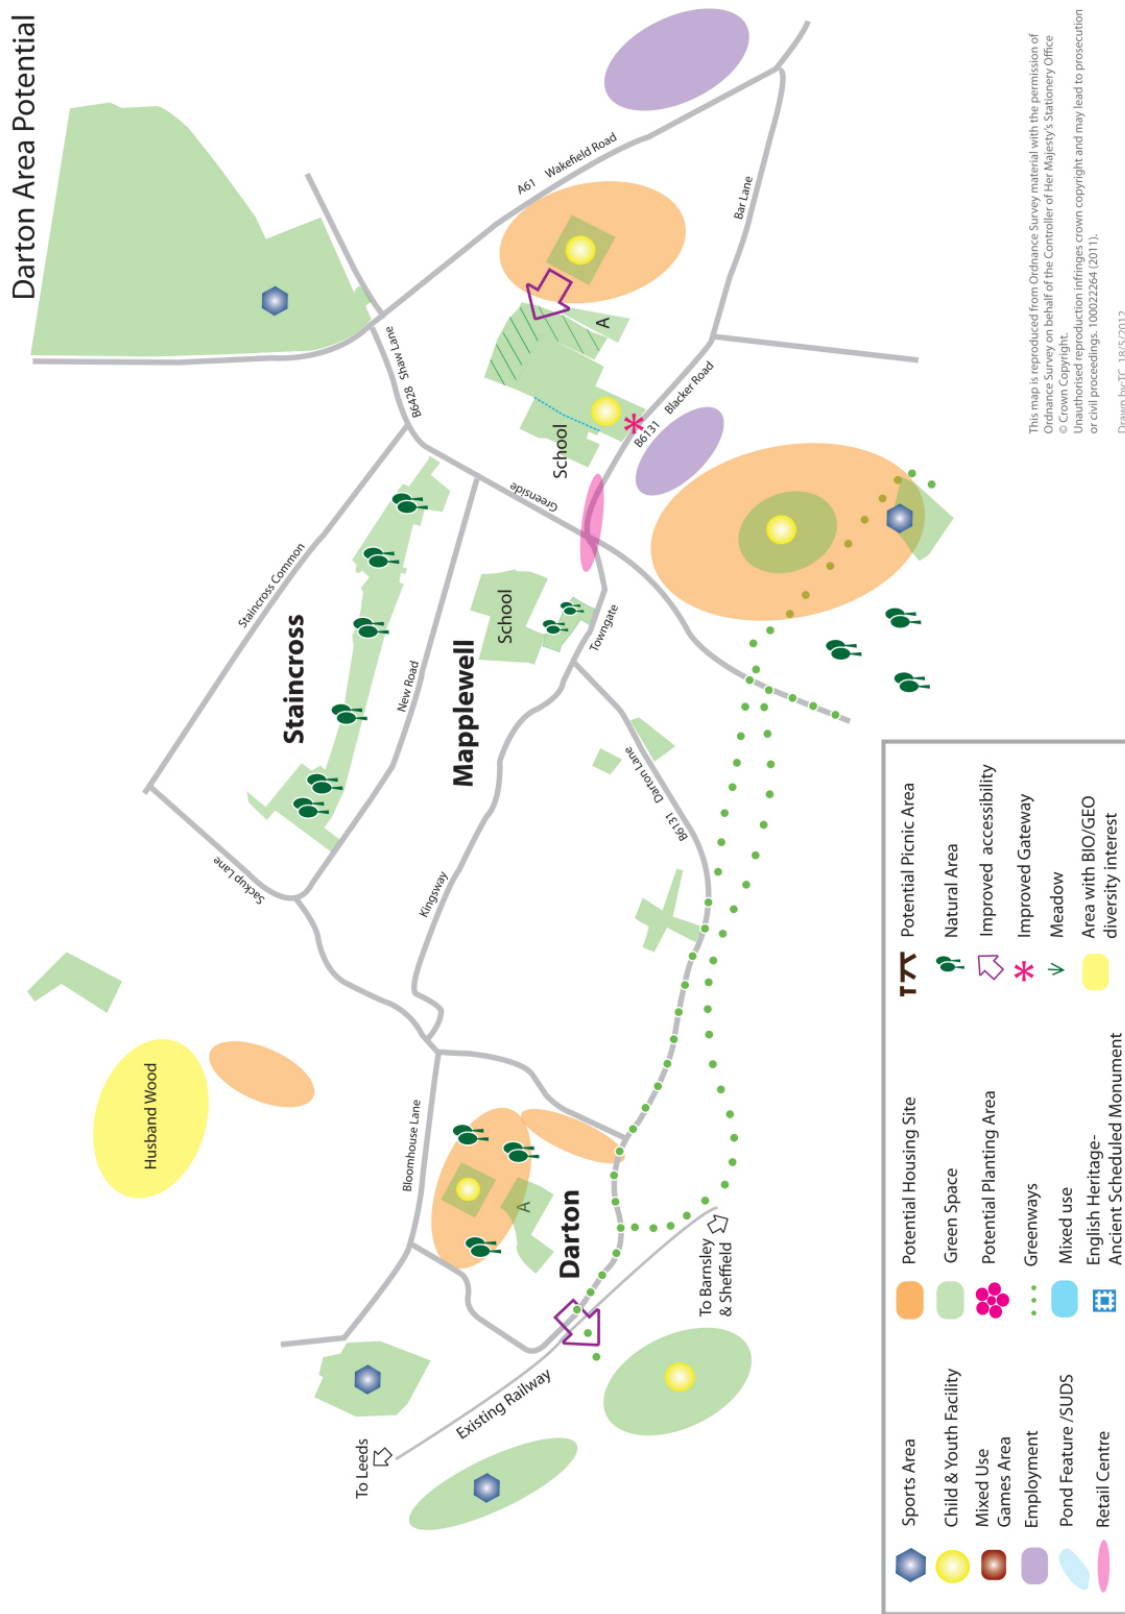 Darton Area Potential
Husband Wood
Sackup Lane
Staincross Common
B6428 Shaw Lane
A61 Wakefield Road
Staincross
New Road
Greenside
School
A
Bar Lane
Bloomhouse Lane
Kingsway
Mapplewell
School
Towngate
B6131 Blacker Road
To Leeds
Existing Railway
A
Darton
B6131 Darton Lane
To Barnsley
& Sheffield
Sports Area
Child & Youth Facility
Mixed Use
Games Area
Employment
Pond Feature /SUDS
Retail Centre
Potential Housing Site
Green Space
Potential Planting Area
Greenways
Mixed use
English Heritage-
Ancient Scheduled Monument
Potential Picnic Area
Natural Area
Improved accessibility
Improved Gateway
Meadow
Area with BIO/GEO
diversity interest
This map is reproduced from Ordnance Survey material with the permission of
Ordnance Survey on behalf of the Controller of Her Majesty's Stationery Office
© Crown Copyright.
Unauthorised reproduction infringes crown copyright and may lead to prosecution
or civil proceedings. 100022264 (2011).
Drawn by:TC 18/5/2012